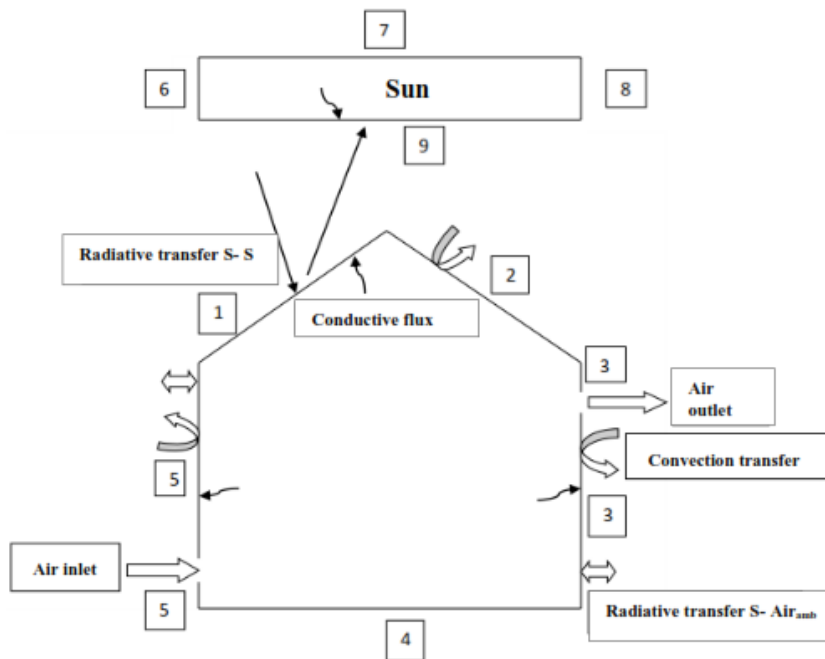 7
6
Sun
8
9
Radiative transfer S- S
2
1
Conductive flux
3
Air
outlet
Convection transfer
5
3
Air inlet
5
Radiative transfer S- Airamb
4